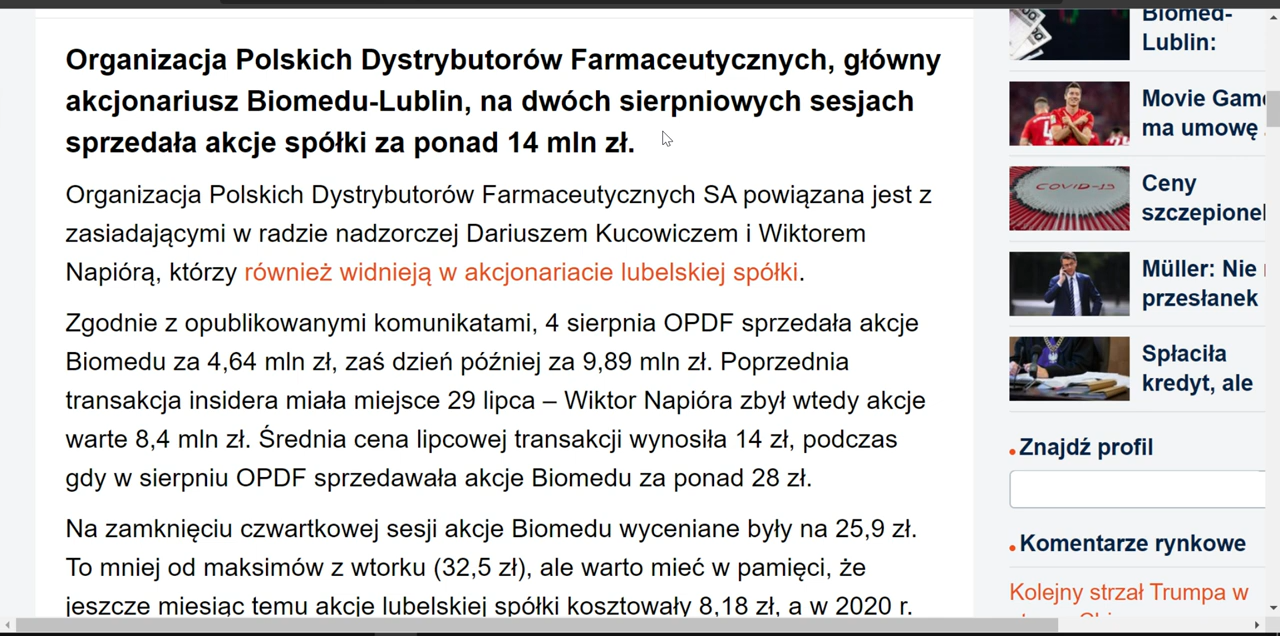 Organizacja Polskich Dystrybutorów Farmaceutycznych, główny
akcjonariusz Biomedu-Lublin, na dwóch sierpniowych sesjach
sprzedała akcje spółki za ponad 14 mln zł.
Organizacja Polskich Dystrybutorów Farmaceutycznych SA powiązana jest z
zasiadającymi w radzie nadzorczej Dariuszem Kucowiczem i Wiktorem
Napiórą, którzy również widnieją w akcjonariacie lubelskiej spółki.
Zgodnie z opublikowanymi komunikatami, 4 sierpnia OPDF sprzedała akcje
Biomedu za 4,64 mln zł, zaś dzień później za 9,89 mln zł. Poprzednia
transakcja insidera miała miejsce 29 lipca – Wiktor Napióra zbył wtedy akcje
warte 8,4 mln zł. Średnia cena lipcowej transakcji wynosiła 14 zł, podczas
gdy w sierpniu OPDF sprzedawała akcje Biomedu za ponad 28 zł.
Na zamknięciu czwartkowej sesji akcje Biomedu wyceniane były na 25,9 zł.
To mniej od maksimów z wtorku (32,5 zł), ale warto mieć w pamięci, że
jeszcze miesiąc temu akcje lubelskiej spółki kosztowały 8,18 zł, a w 2020 r.
Biomed-
Lublin:
Movie Game
ma umowę
COVID-19
Ceny
szczepionek
Müller: Nie
przesłanek
Spłaciła
kredyt, ale
Znajdź profil
Komentarze rynkowe
Kolejny strzał Trumpa w